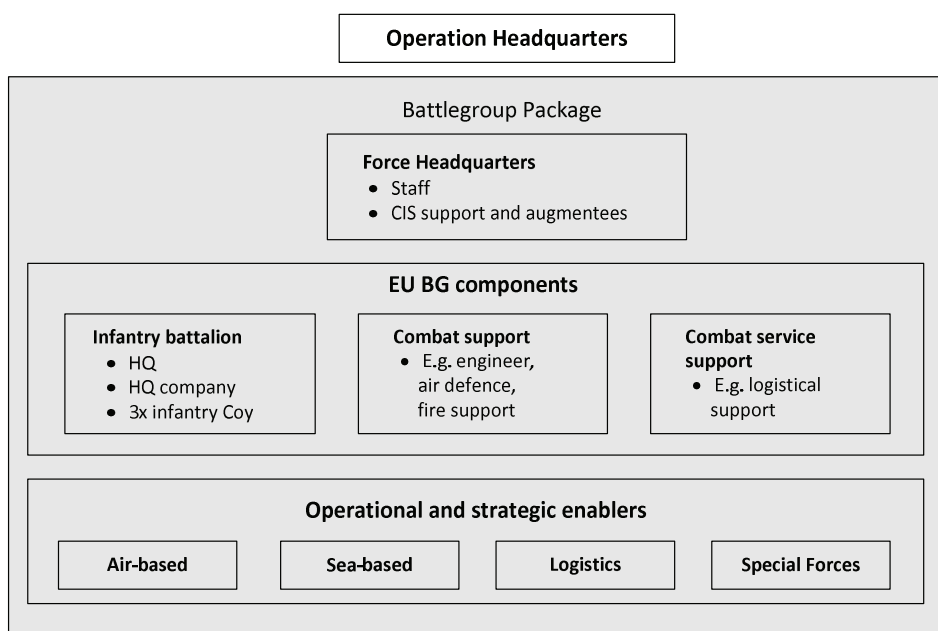 Operation Headquarters
Battlegroup Package
Force Headquarters
• Staff
• CIS support and augmentees
EU BG components
Infantry battalion
• HQ
• HQ company
• 3x infantry Coy
Combat support
• E.g. engineer,
air defence,
fire support
Combat service
support
• E.g. logistical
support
Operational and strategic enablers
Air-based
Sea-based
Logistics
Special Forces